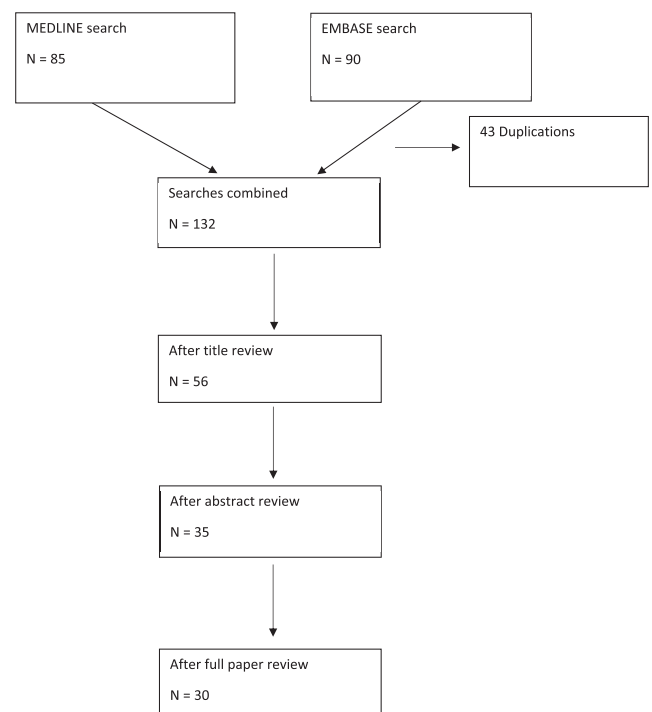 MEDLINE search
N = 85
EMBASE search
N = 90
43 Duplications
Searches combined
N = 132
After title review
N = 56
After abstract review
N = 35
After full paper review
N = 30